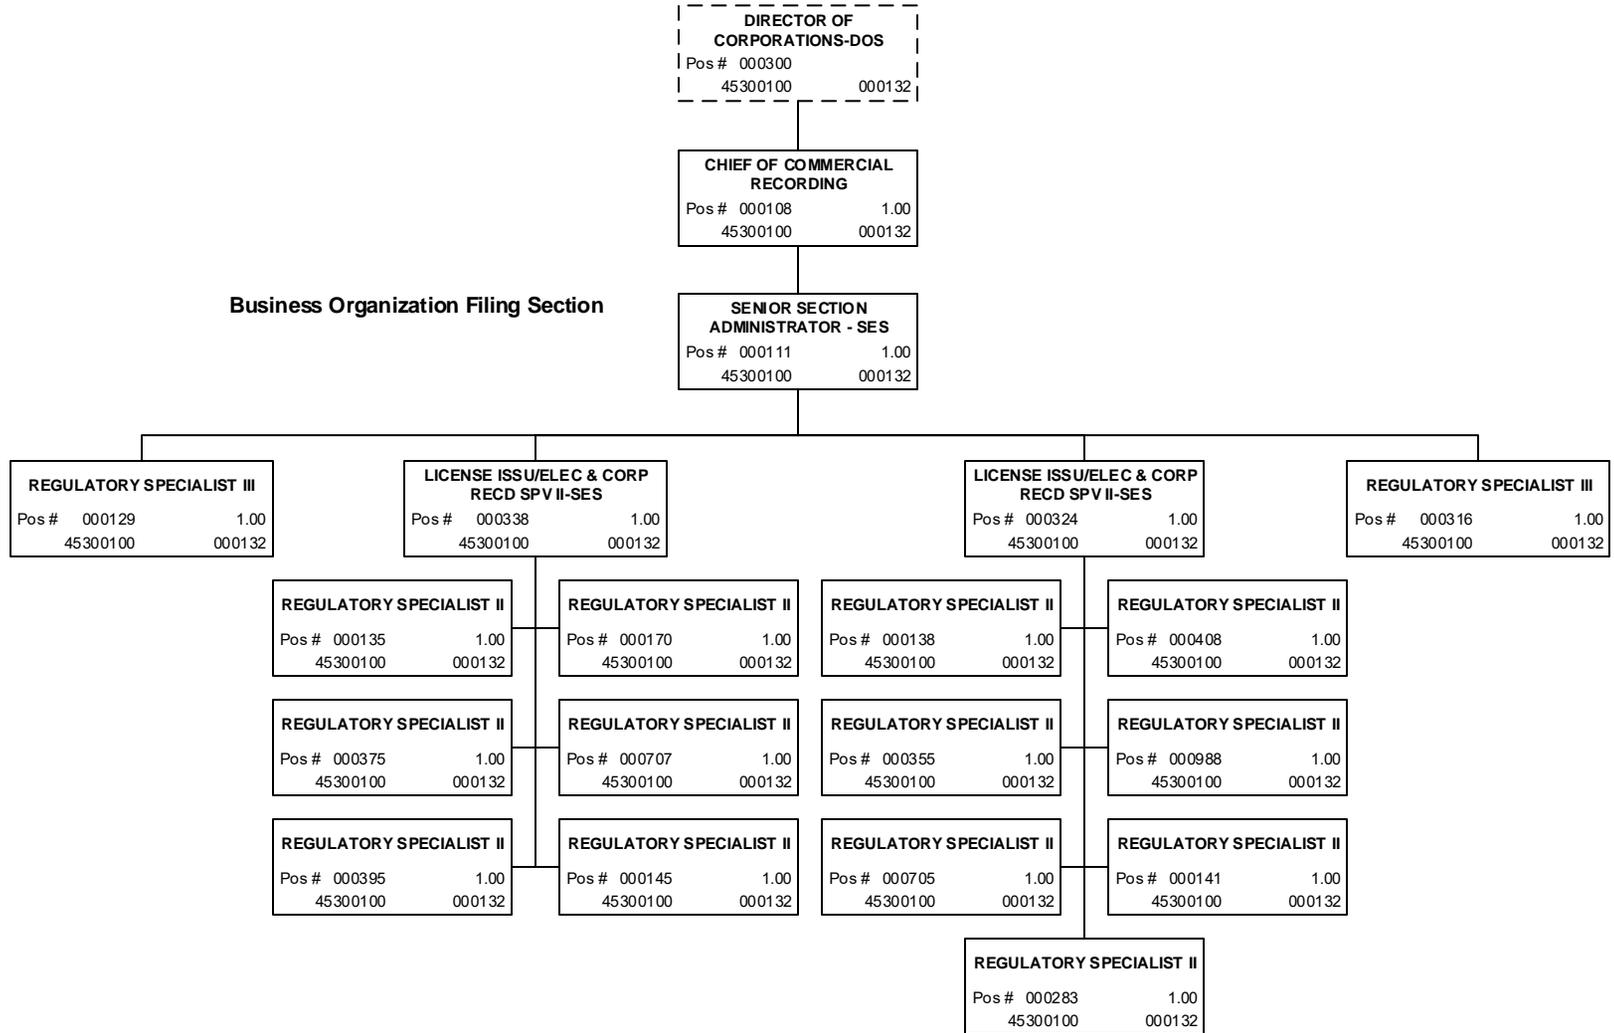 DIRECTOR OF
CORPORATIONS-DOS
Pos # 000300
45300100 000132
CHIEF OF COMMERCIAL
RECORDING
Pos # 000108 1.00
45300100 000132
Business Organization Filing Section
SENIOR SECTION
ADMINISTRATOR - SES
Pos # 000111 1.00
45300100 000132
REGULATORY SPECIALIST III
Pos # 000129 1.00
45300100 000132
LICENSE ISSU/ELEC & CORP
RECD SPV II-SES
Pos # 000338 1.00
45300100 000132
LICENSE ISSU/ELEC & CORP
RECD SPV II-SES
Pos # 000324 1.00
45300100 000132
REGULATORY SPECIALIST III
Pos # 000316 1.00
45300100 000132
REGULATORY SPECIALIST II
Pos # 000135 1.00
45300100 000132
REGULATORY SPECIALIST II
Pos # 000170 1.00
45300100 000132
REGULATORY SPECIALIST II
Pos # 000138 1.00
45300100 000132
REGULATORY SPECIALIST II
Pos # 000408 1.00
45300100 000132
REGULATORY SPECIALIST II
Pos # 000375 1.00
45300100 000132
REGULATORY SPECIALIST II
Pos # 000707 1.00
45300100 000132
REGULATORY SPECIALIST II
Pos # 000355 1.00
45300100 000132
REGULATORY SPECIALIST II
Pos # 000988 1.00
45300100 000132
REGULATORY SPECIALIST II
Pos # 000395 1.00
45300100 000132
REGULATORY SPECIALIST II
Pos # 000145 1.00
45300100 000132
REGULATORY SPECIALIST II
Pos # 000705 1.00
45300100 000132
REGULATORY SPECIALIST II
Pos # 000141 1.00
45300100 000132
REGULATORY SPECIALIST II
Pos # 000283 1.00
45300100 000132